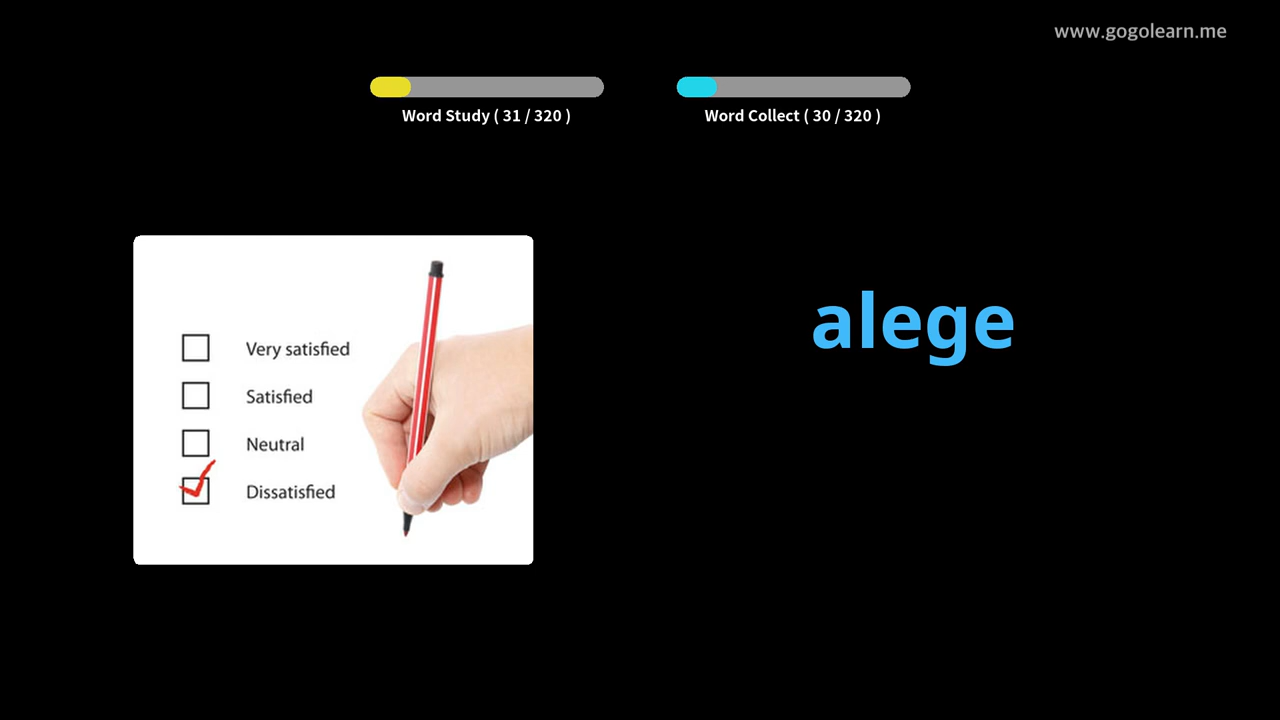 www.gogolearn.me
Word Study ( 31 / 320 )
Word Collect ( 30 / 320 )
Very satisfied
Satisfied
Neutral
Dissatisfied
alege